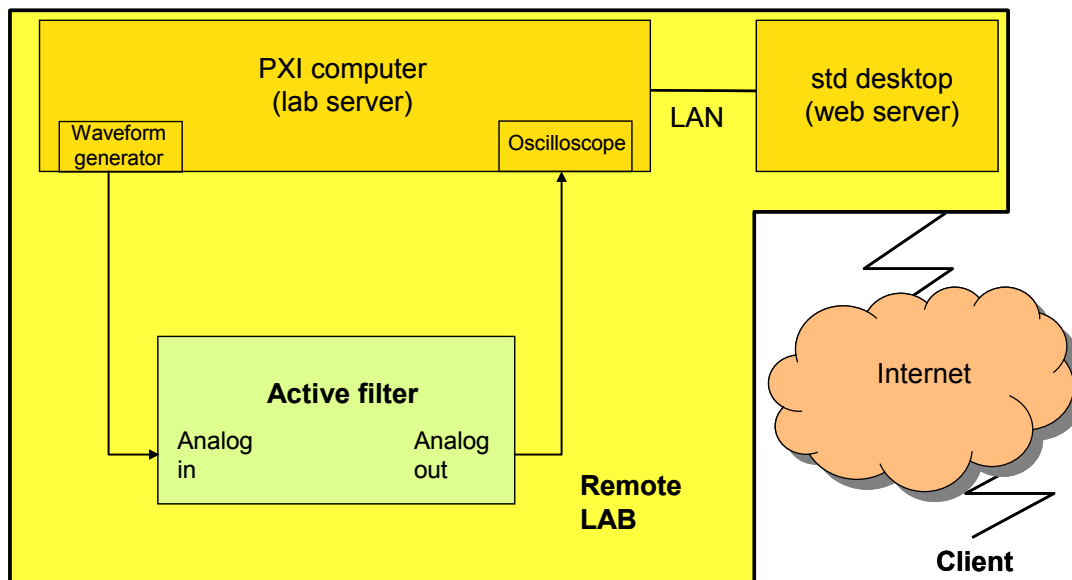 PXI computer
(lab server)
std desktop
(web server)
LAN
Waveform
generator
Oscilloscope
Internet
Active filter
Analog
in
Analog
out
Remote
LAB
Client